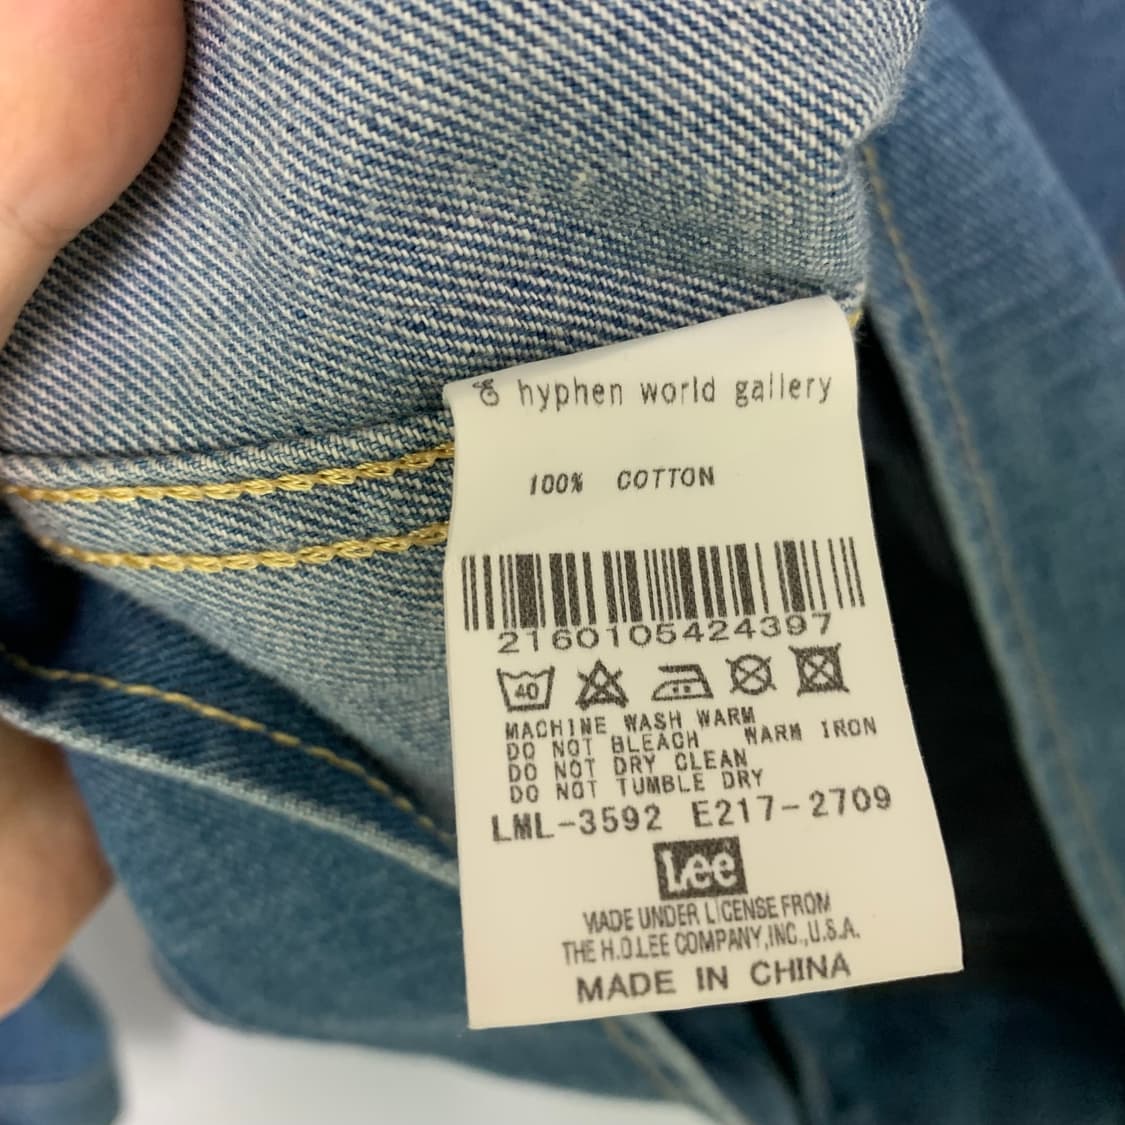 hyphen world gallery
100% COTTON
2160105424397
40
MACHINE WASH WARM
DO NOT BLEACH WARM IRON
DO NOT DRY CLEAN
DO NOT TUMBLE DRY
LML-3592 E217-2709
Lee
MADE UNDER LICENSE FROM
THE H.D.LEE COMPANY,INC.,U.S.A.
MADE IN CHINA